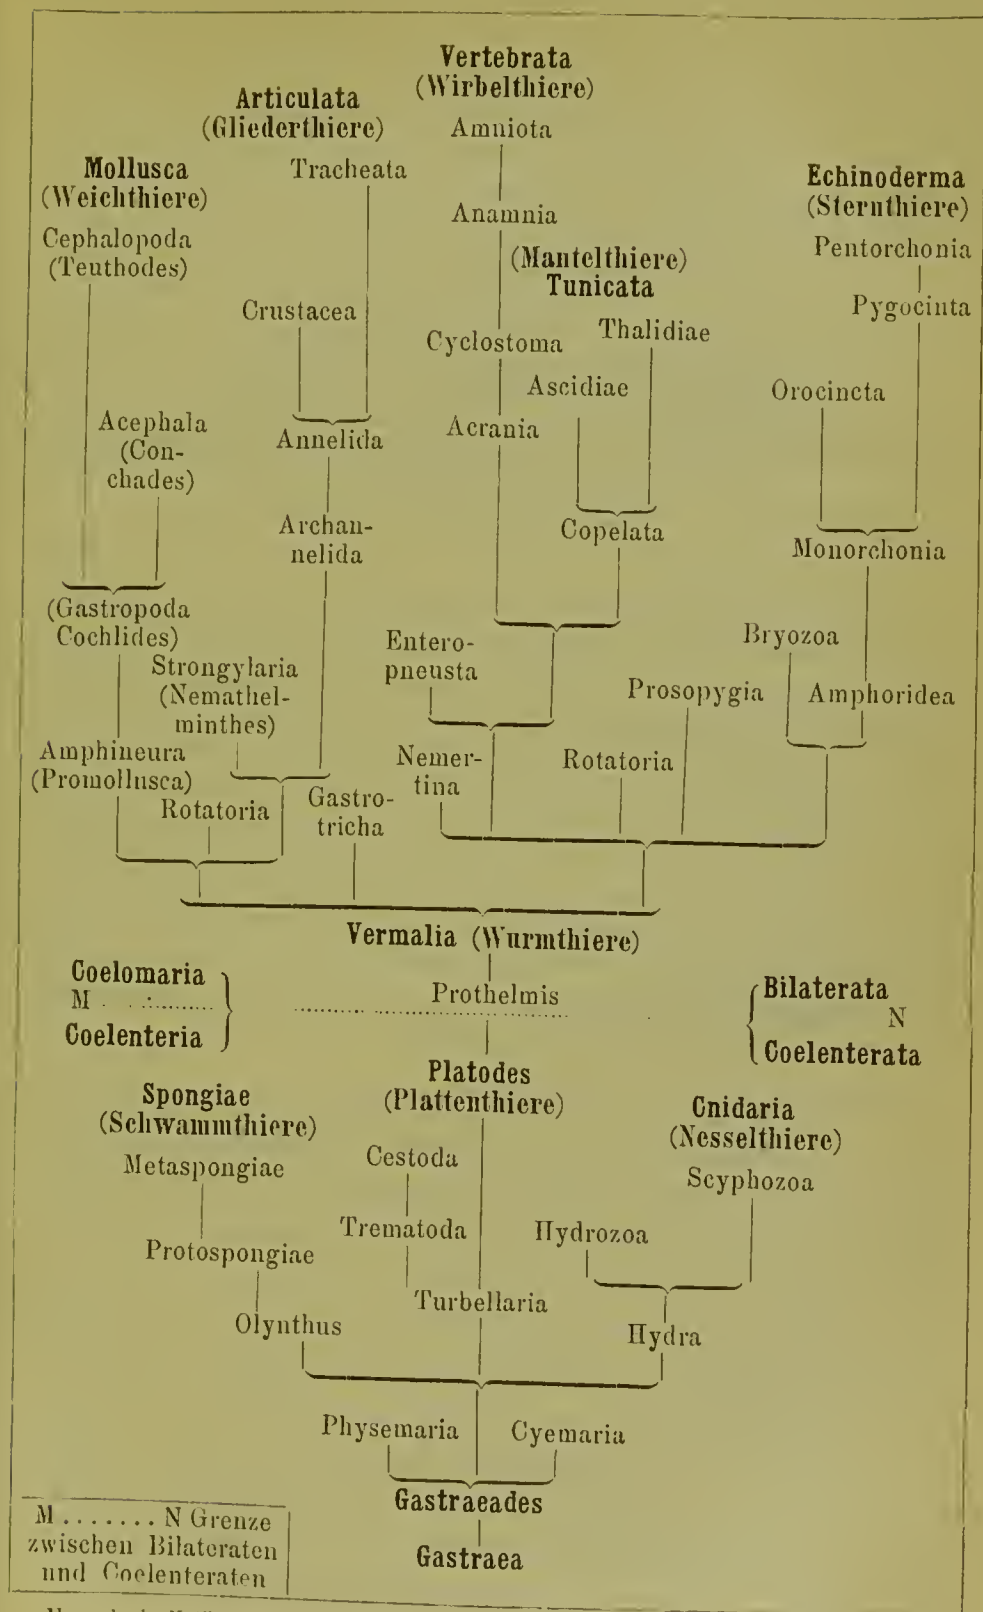 Vertebrata
(Wirbelthiere)
Amniota
Anamnia
Cyclostoma
Acrania
Articulata
(Gliederthiere)
Tracheata
Crustacea
Annelida
Archan-
nelida
Mollusca
(Weichthiere)
Cephalopoda
(Teuthodes)
Acephala
(Con-
chades)
(Gastropoda
Cochlides)
Strongylaria
(Nemathel-
minthes)
Amphineura
(Promollusca)
Rotatoria
Gastro-
tricha
(Mantelthiere)
Tunicata
Thalidiae
Ascidiae
Copelata
Entero-
pneusta
Nemer-
tina
Rotatoria
Prosopygia
Echinoderma
(Sternthiere)
Pentorchonia
Pygocinta
Orocincta
Monorchonia
Bryozoa
Amphoridea
Vermalia (Wurmthiere)
Coelomaria
M
Coelenteria
Prothelmis
Bilaterata
N
Coelenterata
Platodes
(Plattenthiere)
Spongiae
(Schwammthiere)
Metaspongiae
Protospongiae
Olynthus
Cestoda
Trematoda
Turbellaria
Cnidaria
(Nesselthiere)
Scyphozoa
Hydrozoa
Hydra
Physemaria
Cyemaria
Gastraeades
Gastraea
M . . . . . . . N Grenze
zwischen Bilateraten
und Coelenteraten